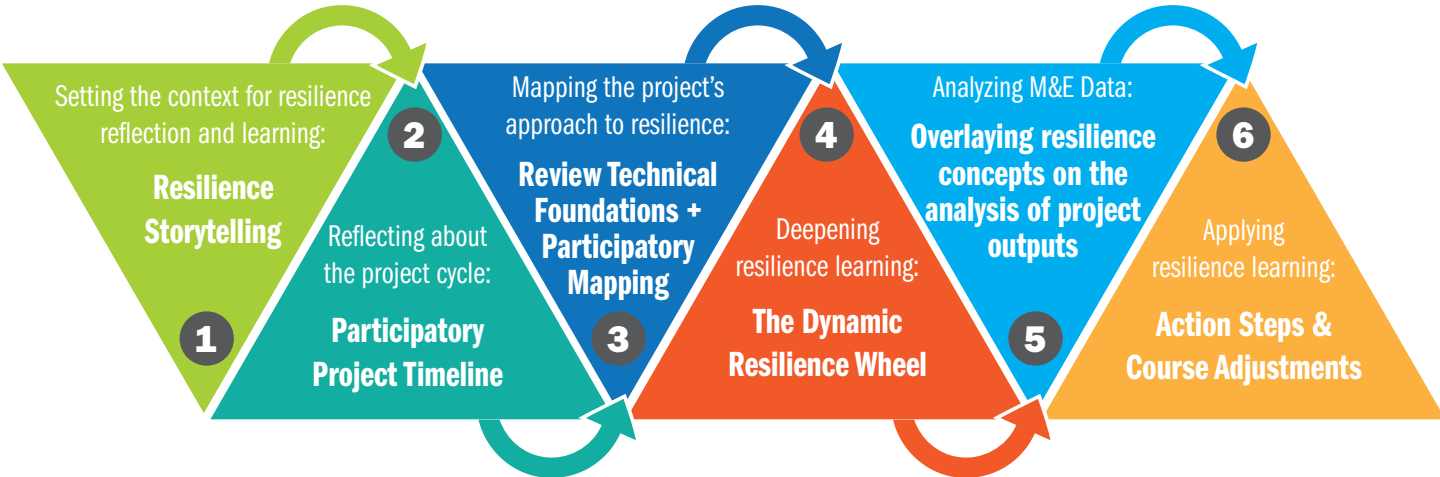 Setting the context for resilience
reflection and learning:
Resilience
Storytelling
1
2
Reflecting about
the project cycle:
Participatory
Project Timeline
Mapping the project's
approach to resilience:
Review Technical
Foundations +
Participatory
Mapping
3
4
Deepening
resilience learning:
The Dynamic
Resilience Wheel
Analyzing M&E Data:
Overlaying resilience
concepts on the
analysis of project
outputs
5
6
Applying
resilience learning:
Action Steps &
Course Adjustments